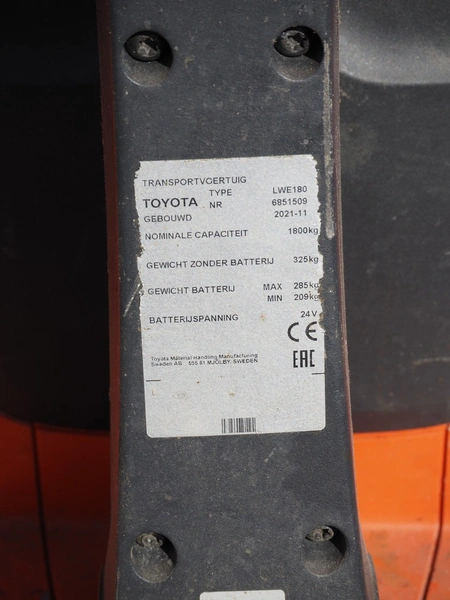 TRANSPORTVOERTUIG
TYPE LWE180
TOYOTA NR 6851509
GEBOUWD 2021-11
NOMINALE CAPACITEIT 1800kg
GEWICHT ZONDER BATTERIJ 325kg
GEWICHT BATTERIJ MAX 285kg
MIN 209kg
BATTERIJSPANNING 24V
CE
Toyota Material Handling Manufacturing
Sweden AB 595 81 MJÖLBY, SWEDEN
EAC